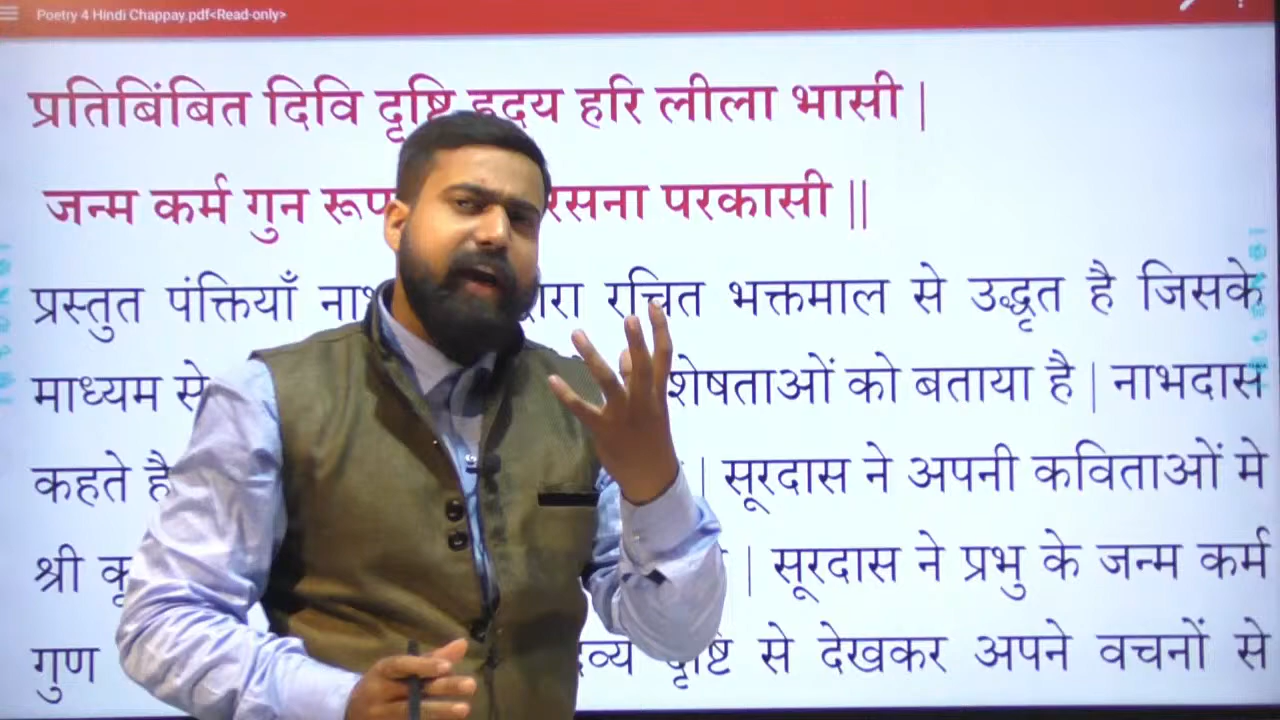 Poetry 4 Hindi Chappay.pdf<Read-only>
प्रतिबिंबित दिवि दृष्टि हृदय हरि लीला भासी |
जन्म कर्म गुन रूप रसना परकासी ||
प्रस्तुत पंक्तियाँ रचित भक्तमाल से उद्धृत है जिसके
माध्यम से को बताया है | नाभदास
कहते है | सूरदास ने अपनी कविताओं मे
श्री | सूरदास ने प्रभु के जन्म कर्म
गुण दृष्टि से देखकर अपने वचनों से